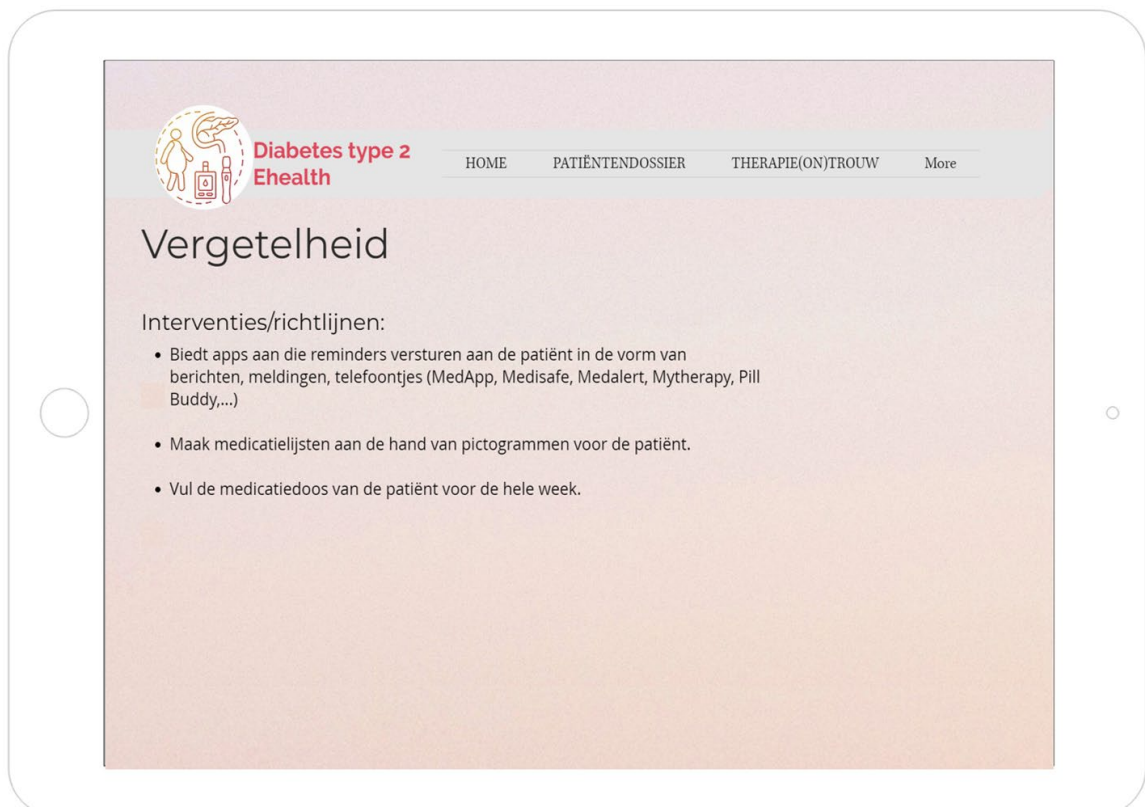 Diabetes type 2
Ehealth
HOME PATIËNTENDOSSIER THERAPIE(ON)TROUW More
Vergetelheid
Interventies/richtlijnen:
• Biedt apps aan die reminders versturen aan de patiënt in de vorm van
berichten, meldingen, telefoontjes (MedApp, Medisafe, Medalert, Mytherapy, Pill
Buddy,...)
• Maak medicatielijsten aan de hand van pictogrammen voor de patiënt.
• Vul de medicatiedoos van de patiënt voor de hele week.